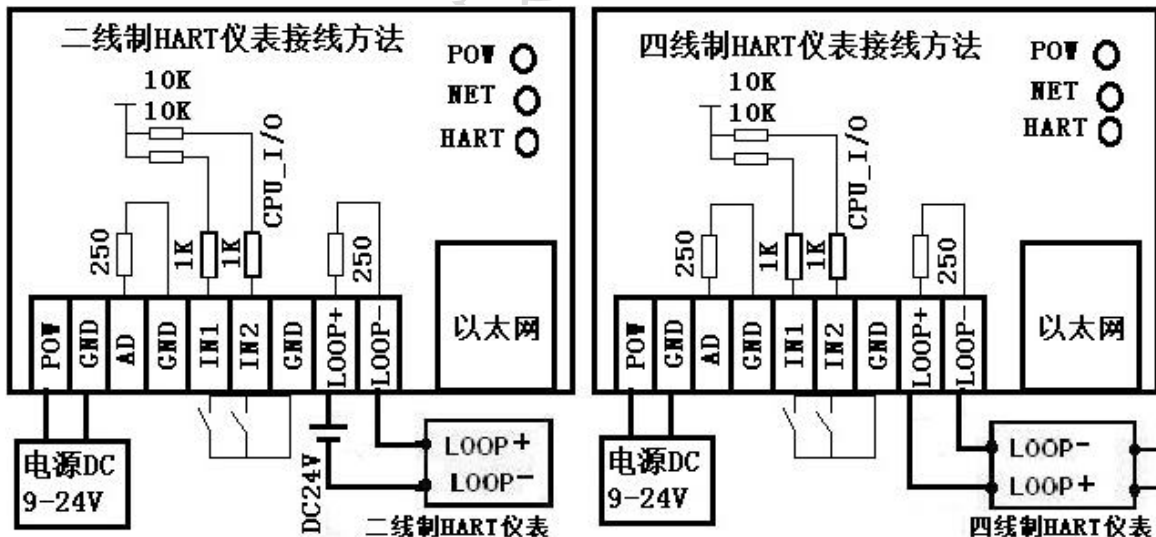 二线制HART仪表接线方法
POW
NET
HART
10K
10K
CPU_I/O
250
1K
1K
250
POW
GND
AD
GND
IN1
IN2
GND
LOOP+
LOOP-
以太网
电源DC
9-24V
DC24V
LOOP+
LOOP-
二线制HART仪表
四线制HART仪表接线方法
POW
NET
HART
10K
10K
CPU_I/O
250
1K
1K
250
POW
GND
AD
GND
IN1
IN2
GND
LOOP+
LOOP-
以太网
电源DC
9-24V
LOOP-
LOOP+
四线制HART仪表